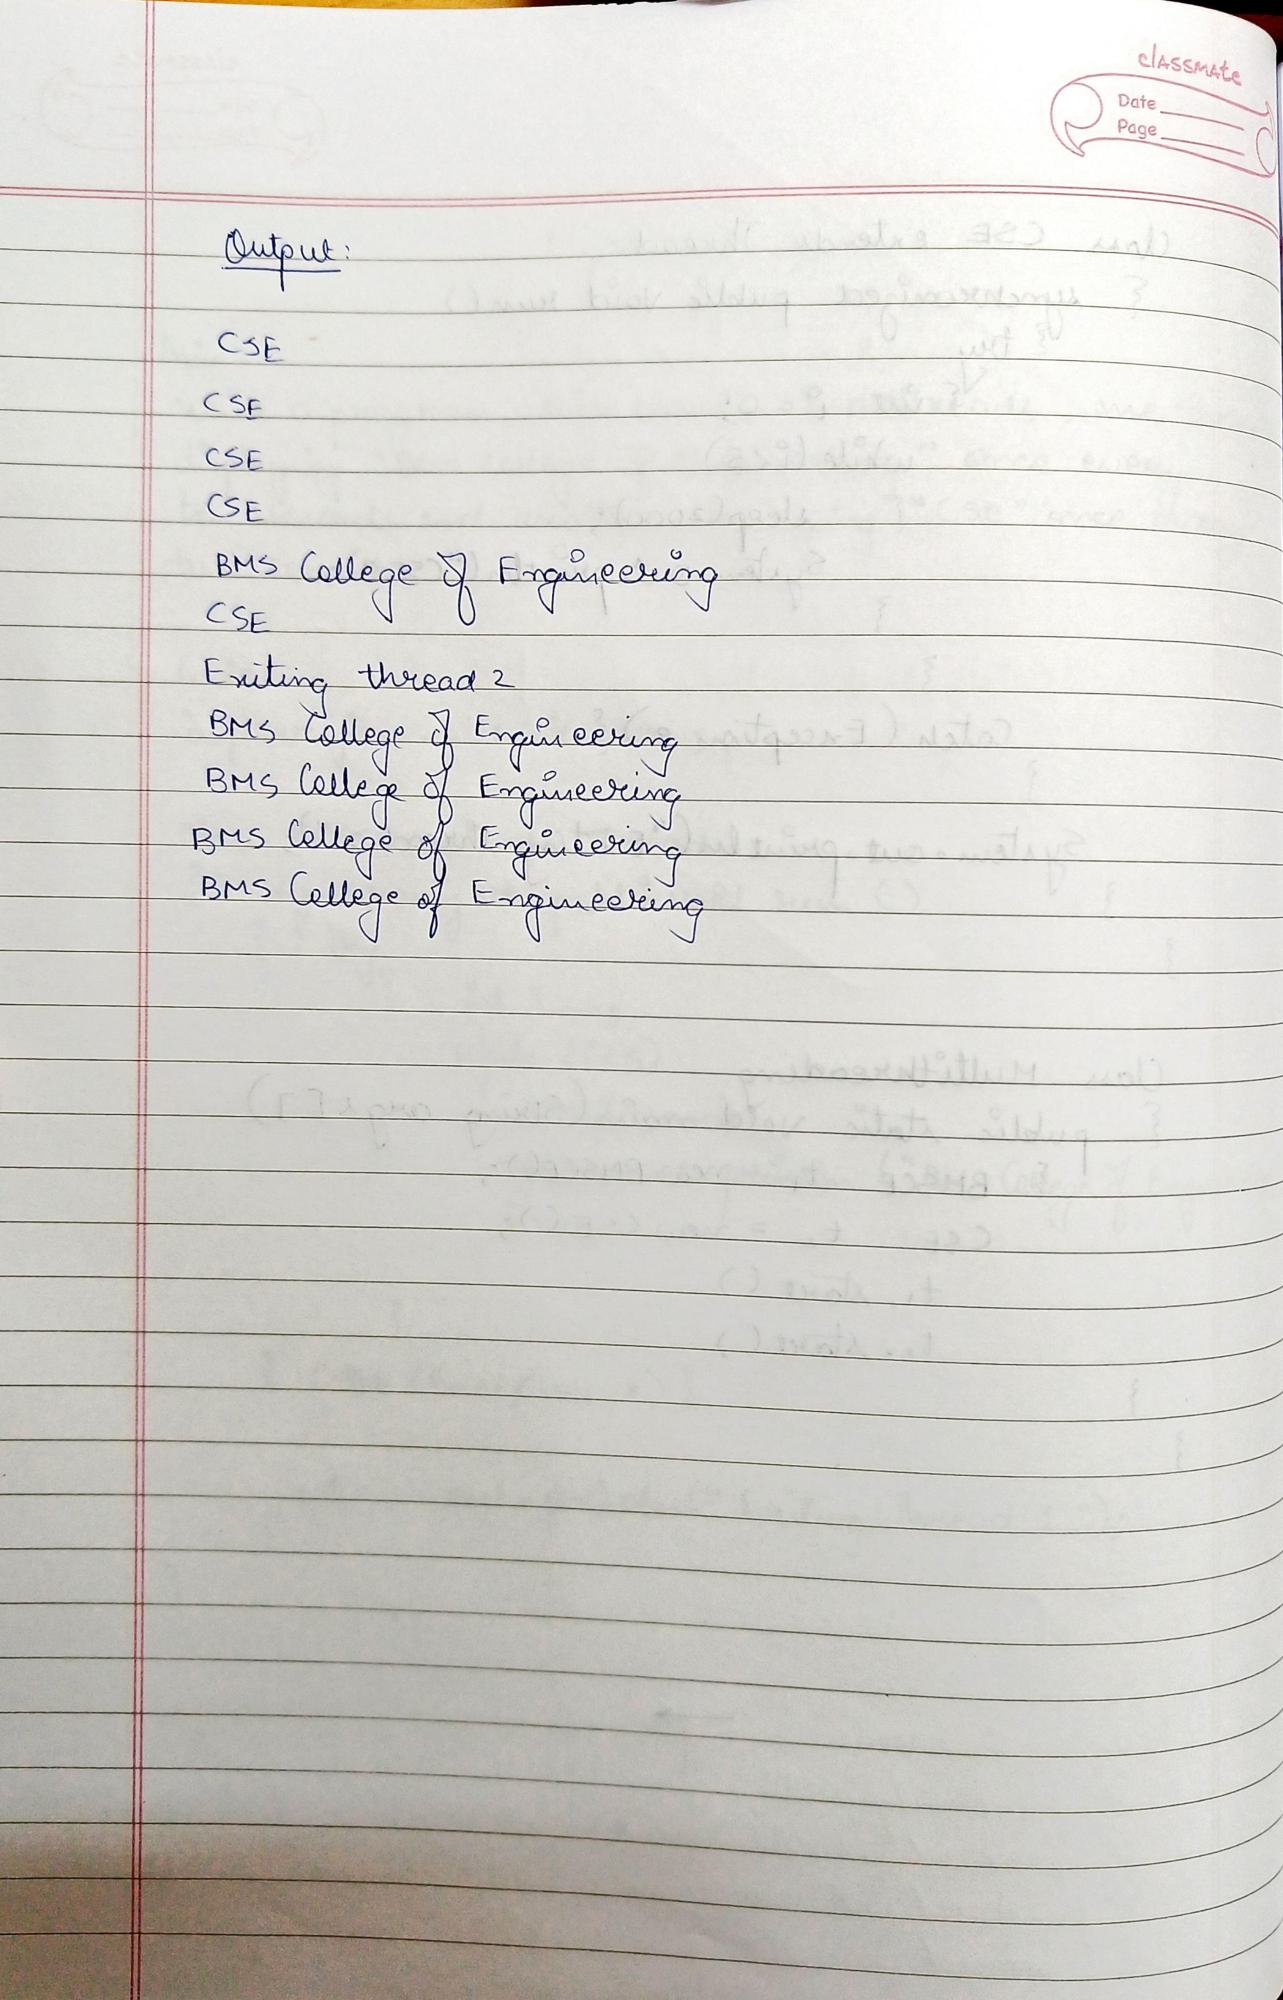 classmate
Date
Page
Output:
CSE
CSE
CSE
CSE
BMS College of Engineering
CSE
Exiting thread 2
BMS College of Engineering
BMS College of Engineering
BMS College of Engineering
BMS College of Engineering